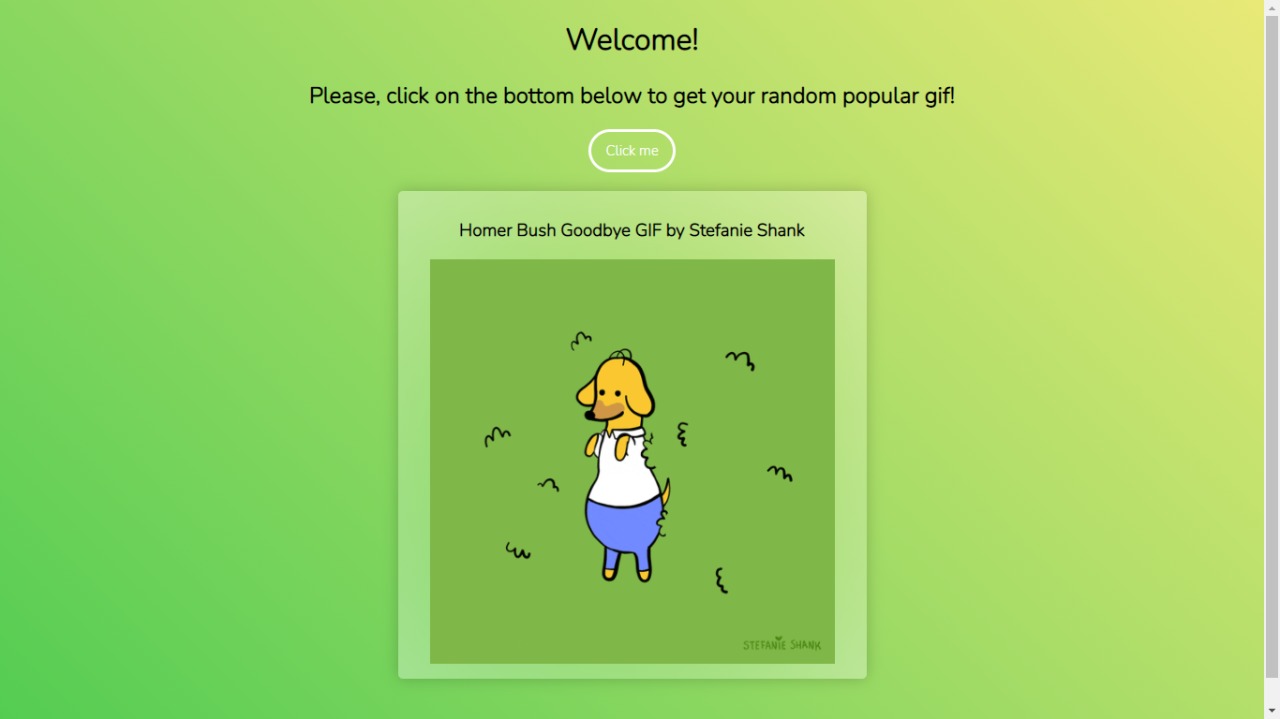 Welcome!
Please, click on the bottom below to get your random popular gif!
Click me
Homer Bush Goodbye GIF by Stefanie Shank
STEFANIE SHANK